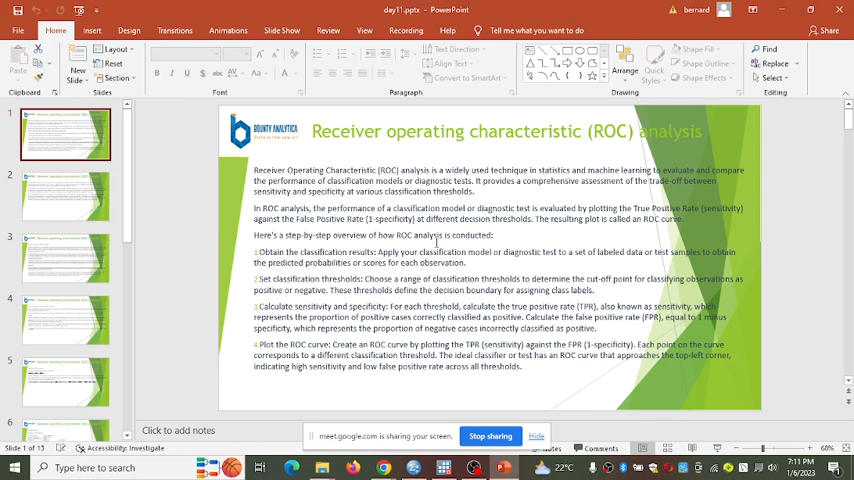 day11.pptx - PowerPoint
bernard
File Home Insert Design Transitions Animations Slide Show Review View Recording Help Tell me what you want to do Share
Paste
New Slide
Layout
Reset
Section
Text Direction
Align Text
Convert to SmartArt
Arrange
Quick Styles
Shape Fill
Shape Outline
Shape Effects
Find
Replace
Select
Clipboard Slides Font Paragraph Drawing Editing
1
2
3
4
5
6
BOUNTY ANALYTICA
Data is the new oil
Receiver operating characteristic (ROC) analysis
Receiver Operating Characteristic (ROC) analysis is a widely used technique in statistics and machine learning to evaluate and compare
the performance of classification models or diagnostic tests. It provides a comprehensive assessment of the trade-off between
sensitivity and specificity at various classification thresholds.
In ROC analysis, the performance of a classification model or diagnostic test is evaluated by plotting the True Positive Rate (sensitivity)
against the False Positive Rate (1-specificity) at different decision thresholds. The resulting plot is called an ROC curve.
Here's a step-by-step overview of how ROC analysis is conducted:
1.Obtain the classification results: Apply your classification model or diagnostic test to a set of labeled data or test samples to obtain
the predicted probabilities or scores for each observation.
2.Set classification thresholds: Choose a range of classification thresholds to determine the cut-off point for classifying observations as
positive or negative. These thresholds define the decision boundary for assigning class labels.
3.Calculate sensitivity and specificity: For each threshold, calculate the true positive rate (TPR), also known as sensitivity, which
represents the proportion of positive cases correctly classified as positive. Calculate the false positive rate (FPR), equal to 1 minus
specificity, which represents the proportion of negative cases incorrectly classified as positive.
4.Plot the ROC curve: Create an ROC curve by plotting the TPR (sensitivity) against the FPR (1-specificity). Each point on the curve
corresponds to a different classification threshold. The ideal classifier or test has an ROC curve that approaches the top-left corner,
indicating high sensitivity and low false positive rate across all thresholds.
Click to add notes
meet.google.com is sharing your screen. Stop sharing Hide
Slide 1 of 13 Accessibility: Investigate Notes Comments 68%
Type here to search
22°C
7:11 PM
1/6/2023